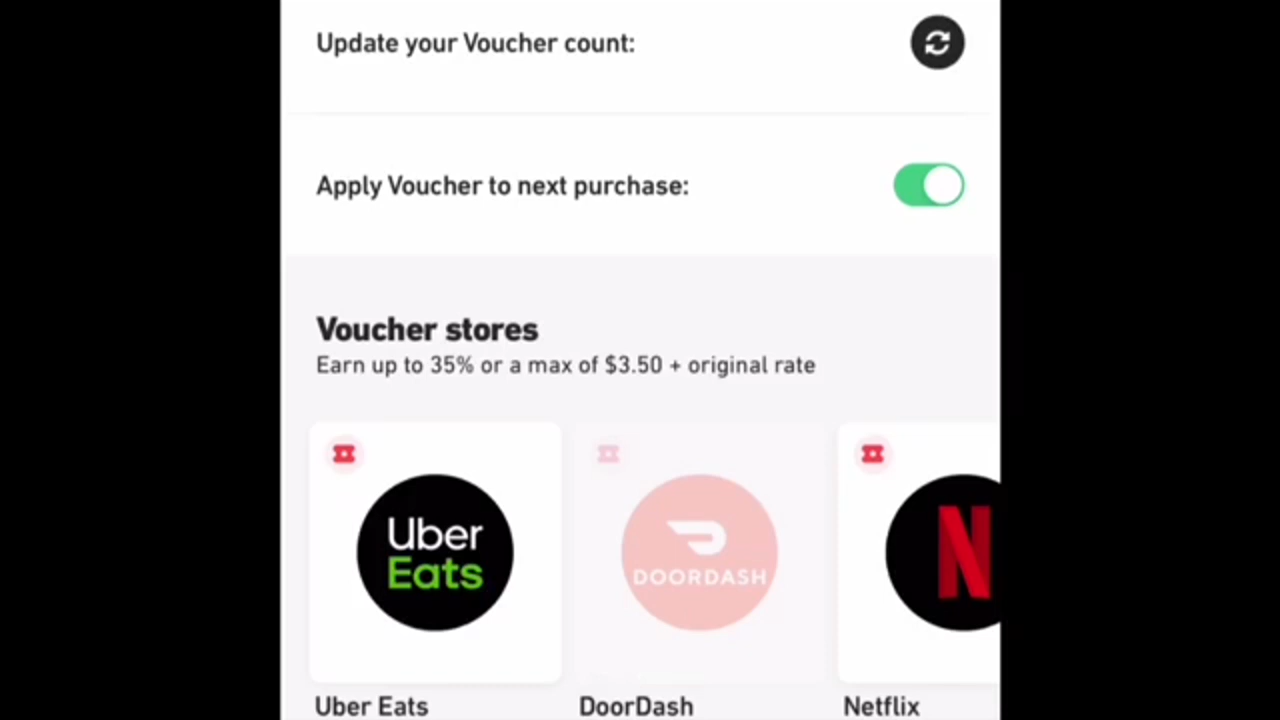 Update your Voucher count:
Apply Voucher to next purchase:
Voucher stores
Earn up to 35% or a max of $3.50 + original rate
Uber
Eats
DOORDASH
N
Uber Eats
DoorDash
Netflix